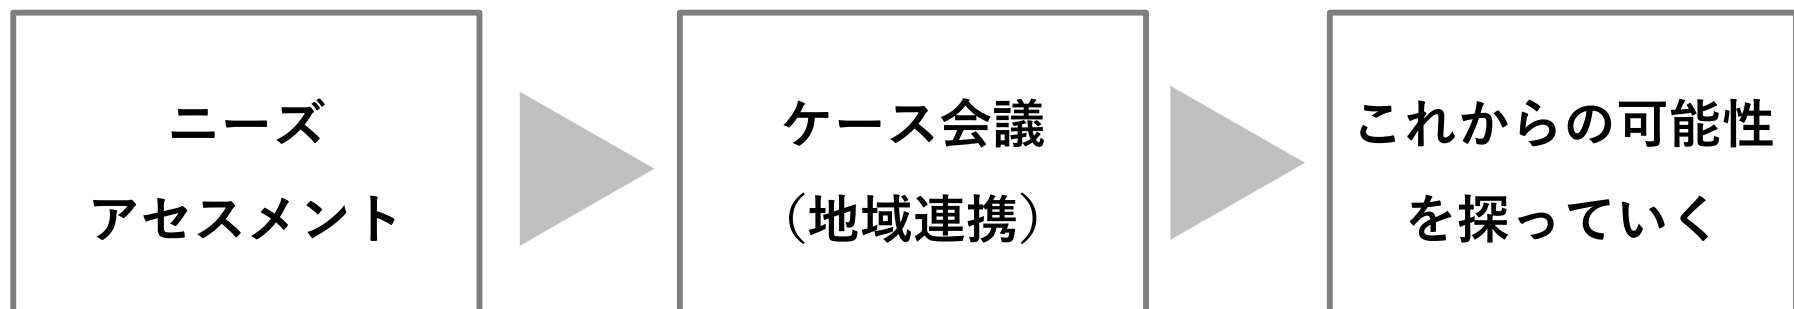 ニーズ
アセスメント
ケース会議
（地域連携）
これからの可能性
を探っていく